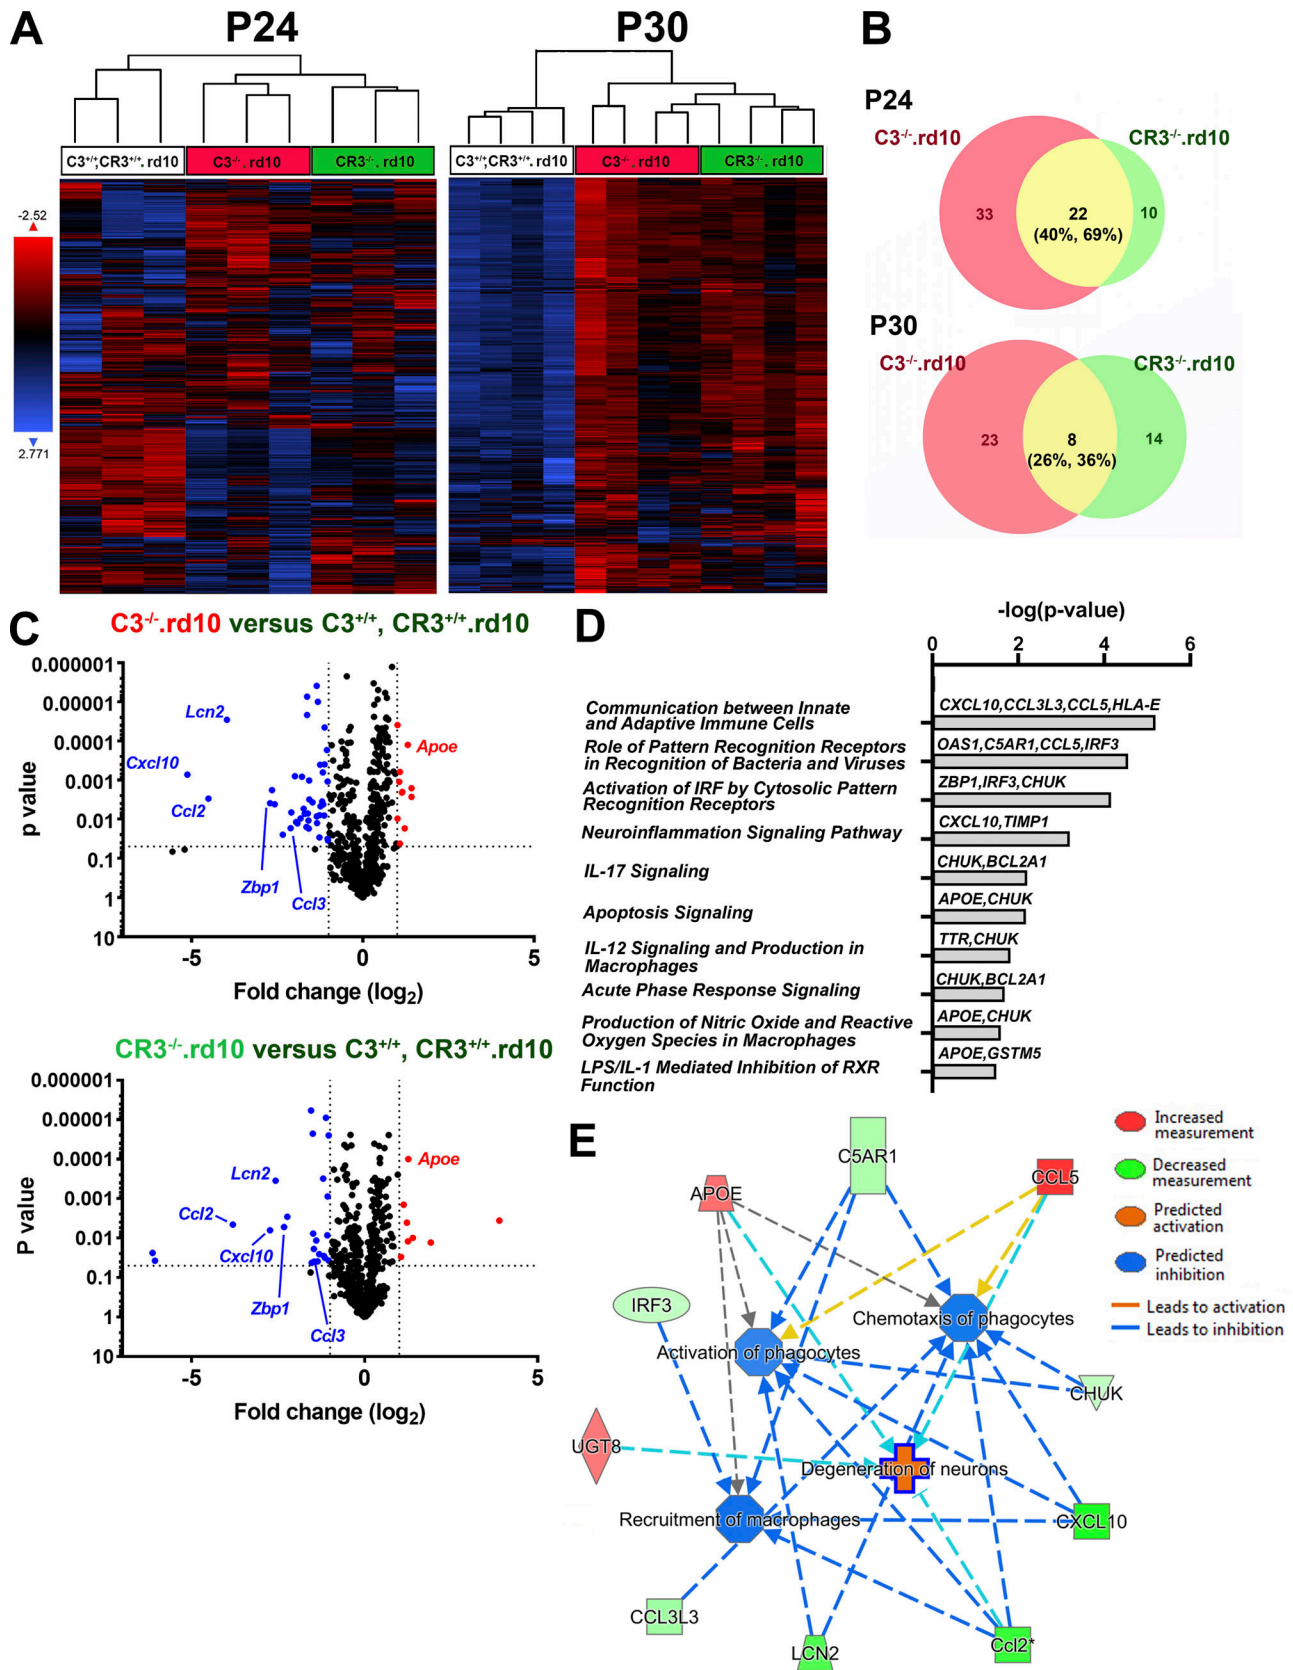 A
P24
P30
C3+/+;CR3+/+. rd10
C3-/-. rd10
CR3-/-. rd10
C3+/+;CR3+/+. rd10
C3-/-. rd10
CR3-/-. rd10
-2.52
2.771
B
P24
C3-/-.rd10
CR3-/-.rd10
33
22
10
(40%, 69%)
P30
C3-/-.rd10
CR3-/-.rd10
23
8
14
(26%, 36%)
C
C3-/-.rd10 versus C3+/+, CR3+/+.rd10
p value
0.000001
0.00001
0.0001
0.001
0.01
0.1
1
10
Lcn2
Cxcl10
Ccl2
Zbp1
Ccl3
Apoe
-5
0
5
Fold change (log2)
CR3-/-.rd10 versus C3+/+, CR3+/+.rd10
P value
0.000001
0.00001
0.0001
0.001
0.01
0.1
1
10
Lcn2
Ccl2
Cxcl10
Zbp1
Ccl3
Apoe
-5
0
5
Fold change (log2)
D
-log(p-value)
0
2
4
6
Communication between Innate
and Adaptive Immune Cells
CXCL10,CCL3L3,CCL5,HLA-E
Role of Pattern Recognition Receptors
in Recognition of Bacteria and Viruses
OAS1,C5AR1,CCL5,IRF3
Activation of IRF by Cytosolic Pattern
Recognition Receptors
ZBP1,IRF3,CHUK
Neuroinflammation Signaling Pathway
CXCL10,TIMP1
IL-17 Signaling
CHUK,BCL2A1
Apoptosis Signaling
APOE,CHUK
IL-12 Signaling and Production in
Macrophages
TTR,CHUK
Acute Phase Response Signaling
CHUK,BCL2A1
Production of Nitric Oxide and Reactive
Oxygen Species in Macrophages
APOE,CHUK
LPS/IL-1 Mediated Inhibition of RXR
Function
APOE,GSTM5
E
C5AR1
APOE
CCL5
IRF3
Chemotaxis of phagocytes
Activation of phagocytes
CHUK
UGT8
Degeneration of neurons
Recruitment of macrophages
CXCL10
CCL3L3
LCN2
Ccl2*
Increased
measurement
Decreased
measurement
Predicted
activation
Predicted
inhibition
Leads to activation
Leads to inhibition